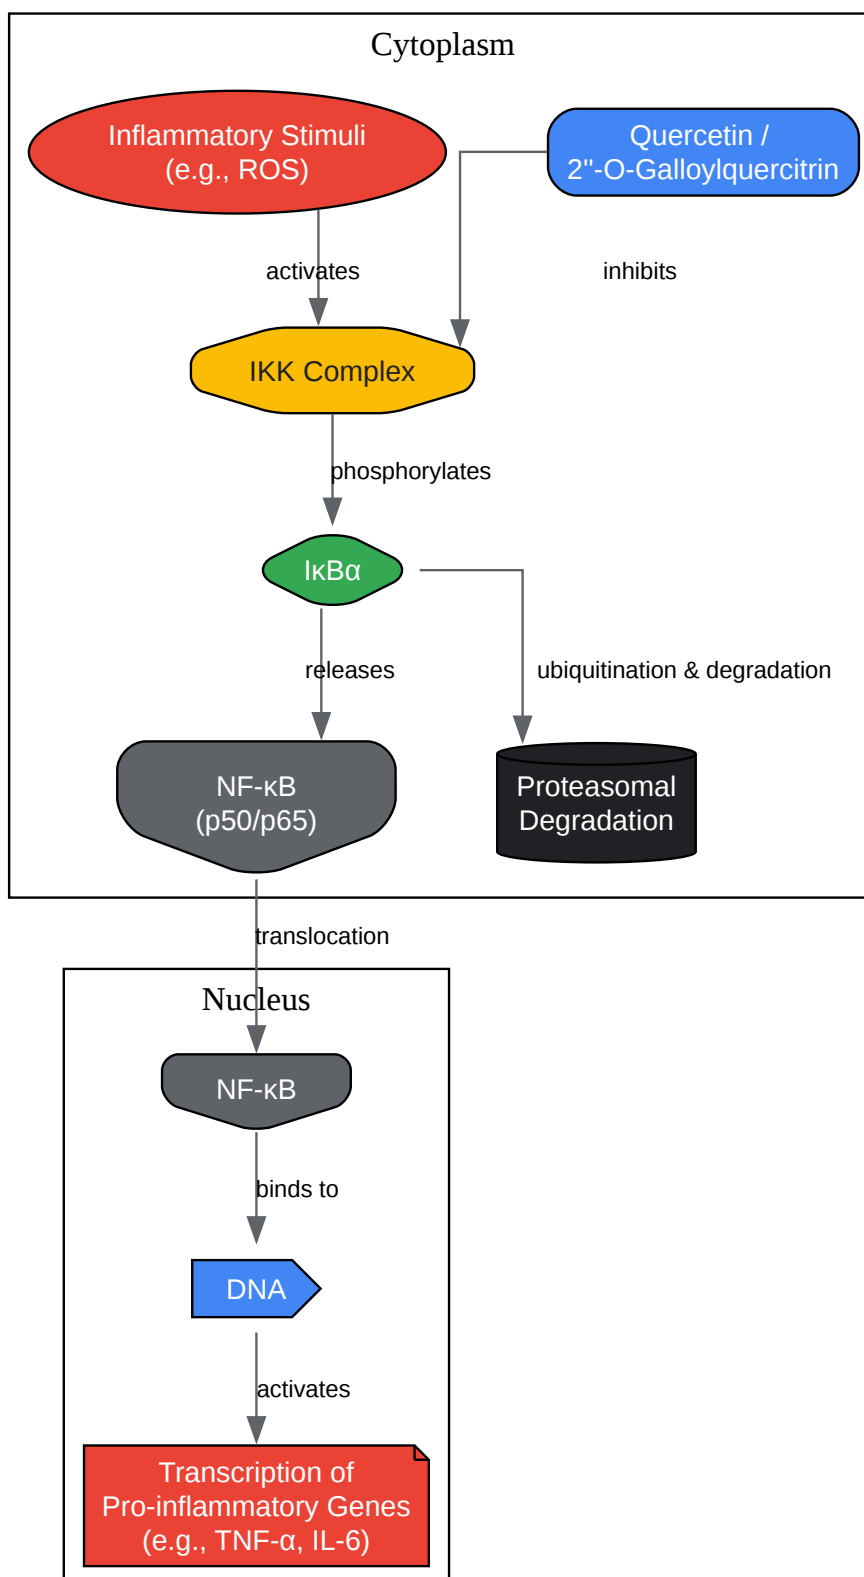 Cytoplasm
Inflammatory Stimuli
(e.g., ROS)
Quercetin /
2"-O-Galloylquercitrin
activates
inhibits
IKK Complex
phosphorylates
IκBα
releases
ubiquitination & degradation
NF-κB
(p50/p65)
Proteasomal
Degradation
translocation
Nucleus
NF-κB
binds to
DNA
activates
Transcription of
Pro-inflammatory Genes
(e.g., TNF-α, IL-6)